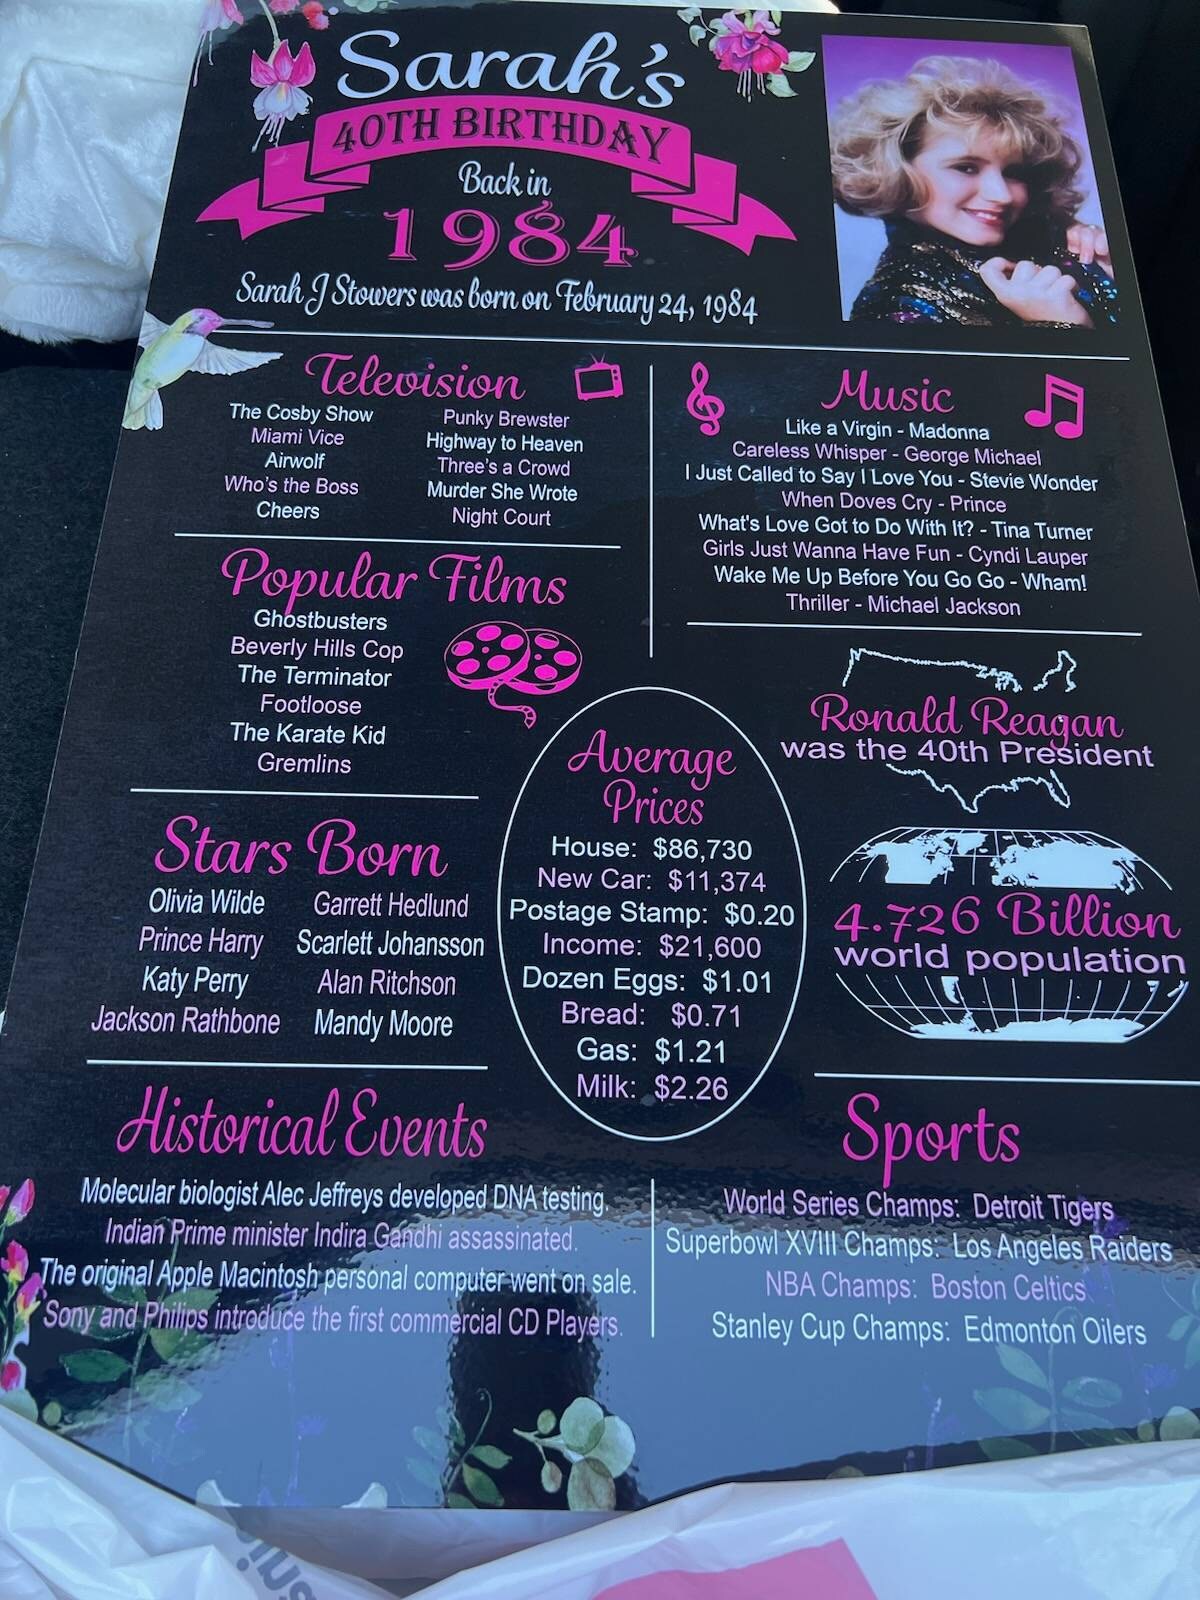 Sarah's
40TH BIRTHDAY
Back in
1984
Sarah J Stowers was born on February 24, 1984
Television
The Cosby Show
Miami Vice
Airwolf
Who's the Boss
Cheers
Punky Brewster
Highway to Heaven
Three's a Crowd
Murder She Wrote
Night Court
Music
Like a Virgin - Madonna
Careless Whisper - George Michael
I Just Called to Say I Love You - Stevie Wonder
When Doves Cry - Prince
What's Love Got to Do With It? - Tina Turner
Girls Just Wanna Have Fun - Cyndi Lauper
Wake Me Up Before You Go Go - Wham!
Thriller - Michael Jackson
Popular Films
Ghostbusters
Beverly Hills Cop
The Terminator
Footloose
The Karate Kid
Gremlins
Ronald Reagan
was the 40th President
Average
Prices
House: $86,730
New Car: $11,374
Postage Stamp: $0.20
Income: $21,600
Dozen Eggs: $1.01
Bread: $0.71
Gas: $1.21
Milk: $2.26
4.726 Billion
world population
Stars Born
Olivia Wilde
Prince Harry
Katy Perry
Jackson Rathbone
Garrett Hedlund
Scarlett Johansson
Alan Ritchson
Mandy Moore
Historical Events
Molecular biologist Alec Jeffreys developed DNA testing.
Indian Prime minister Indira Gandhi assassinated.
The original Apple Macintosh personal computer went on sale.
Sony and Philips introduce the first commercial CD Players.
Sports
World Series Champs: Detroit Tigers
Superbowl XVIII Champs: Los Angeles Raiders
NBA Champs: Boston Celtics
Stanley Cup Champs: Edmonton Oilers